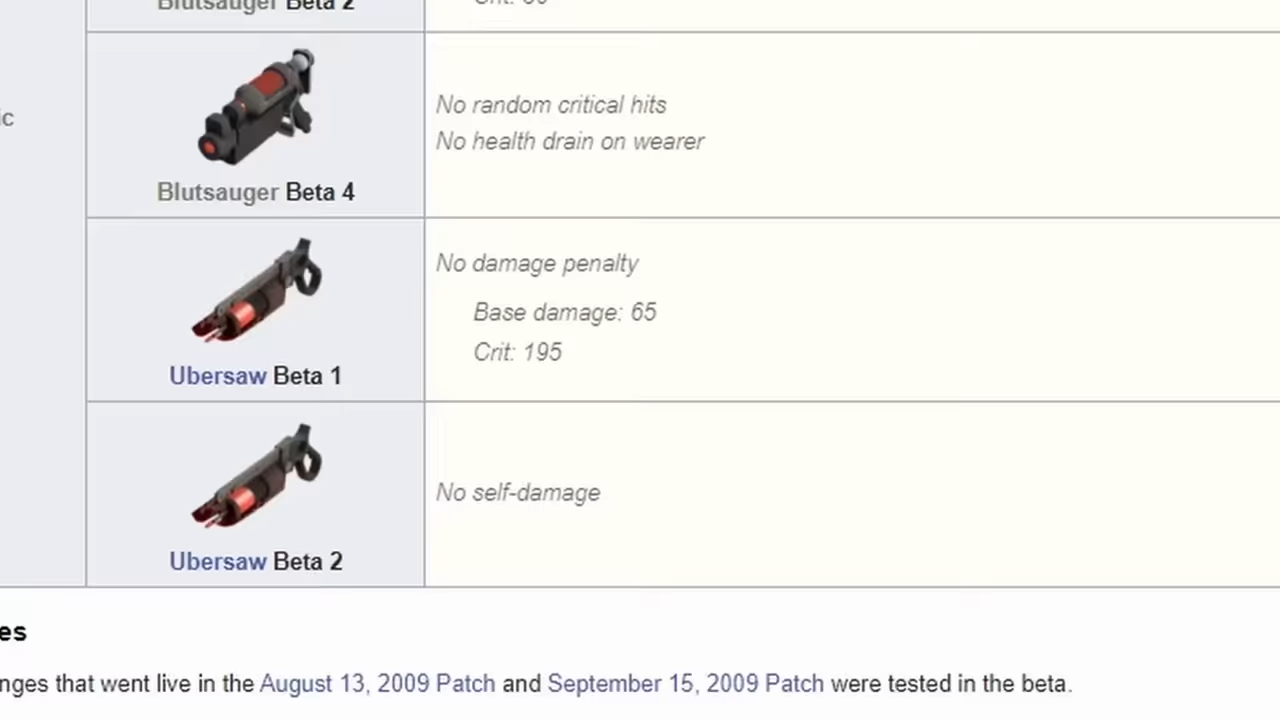 Blutsauger Beta 2
ic
No random critical hits
No health drain on wearer
Blutsauger Beta 4
No damage penalty
Base damage: 65
Crit: 195
Ubersaw Beta 1
No self-damage
Ubersaw Beta 2
es
nges that went live in the August 13, 2009 Patch and September 15, 2009 Patch were tested in the beta.